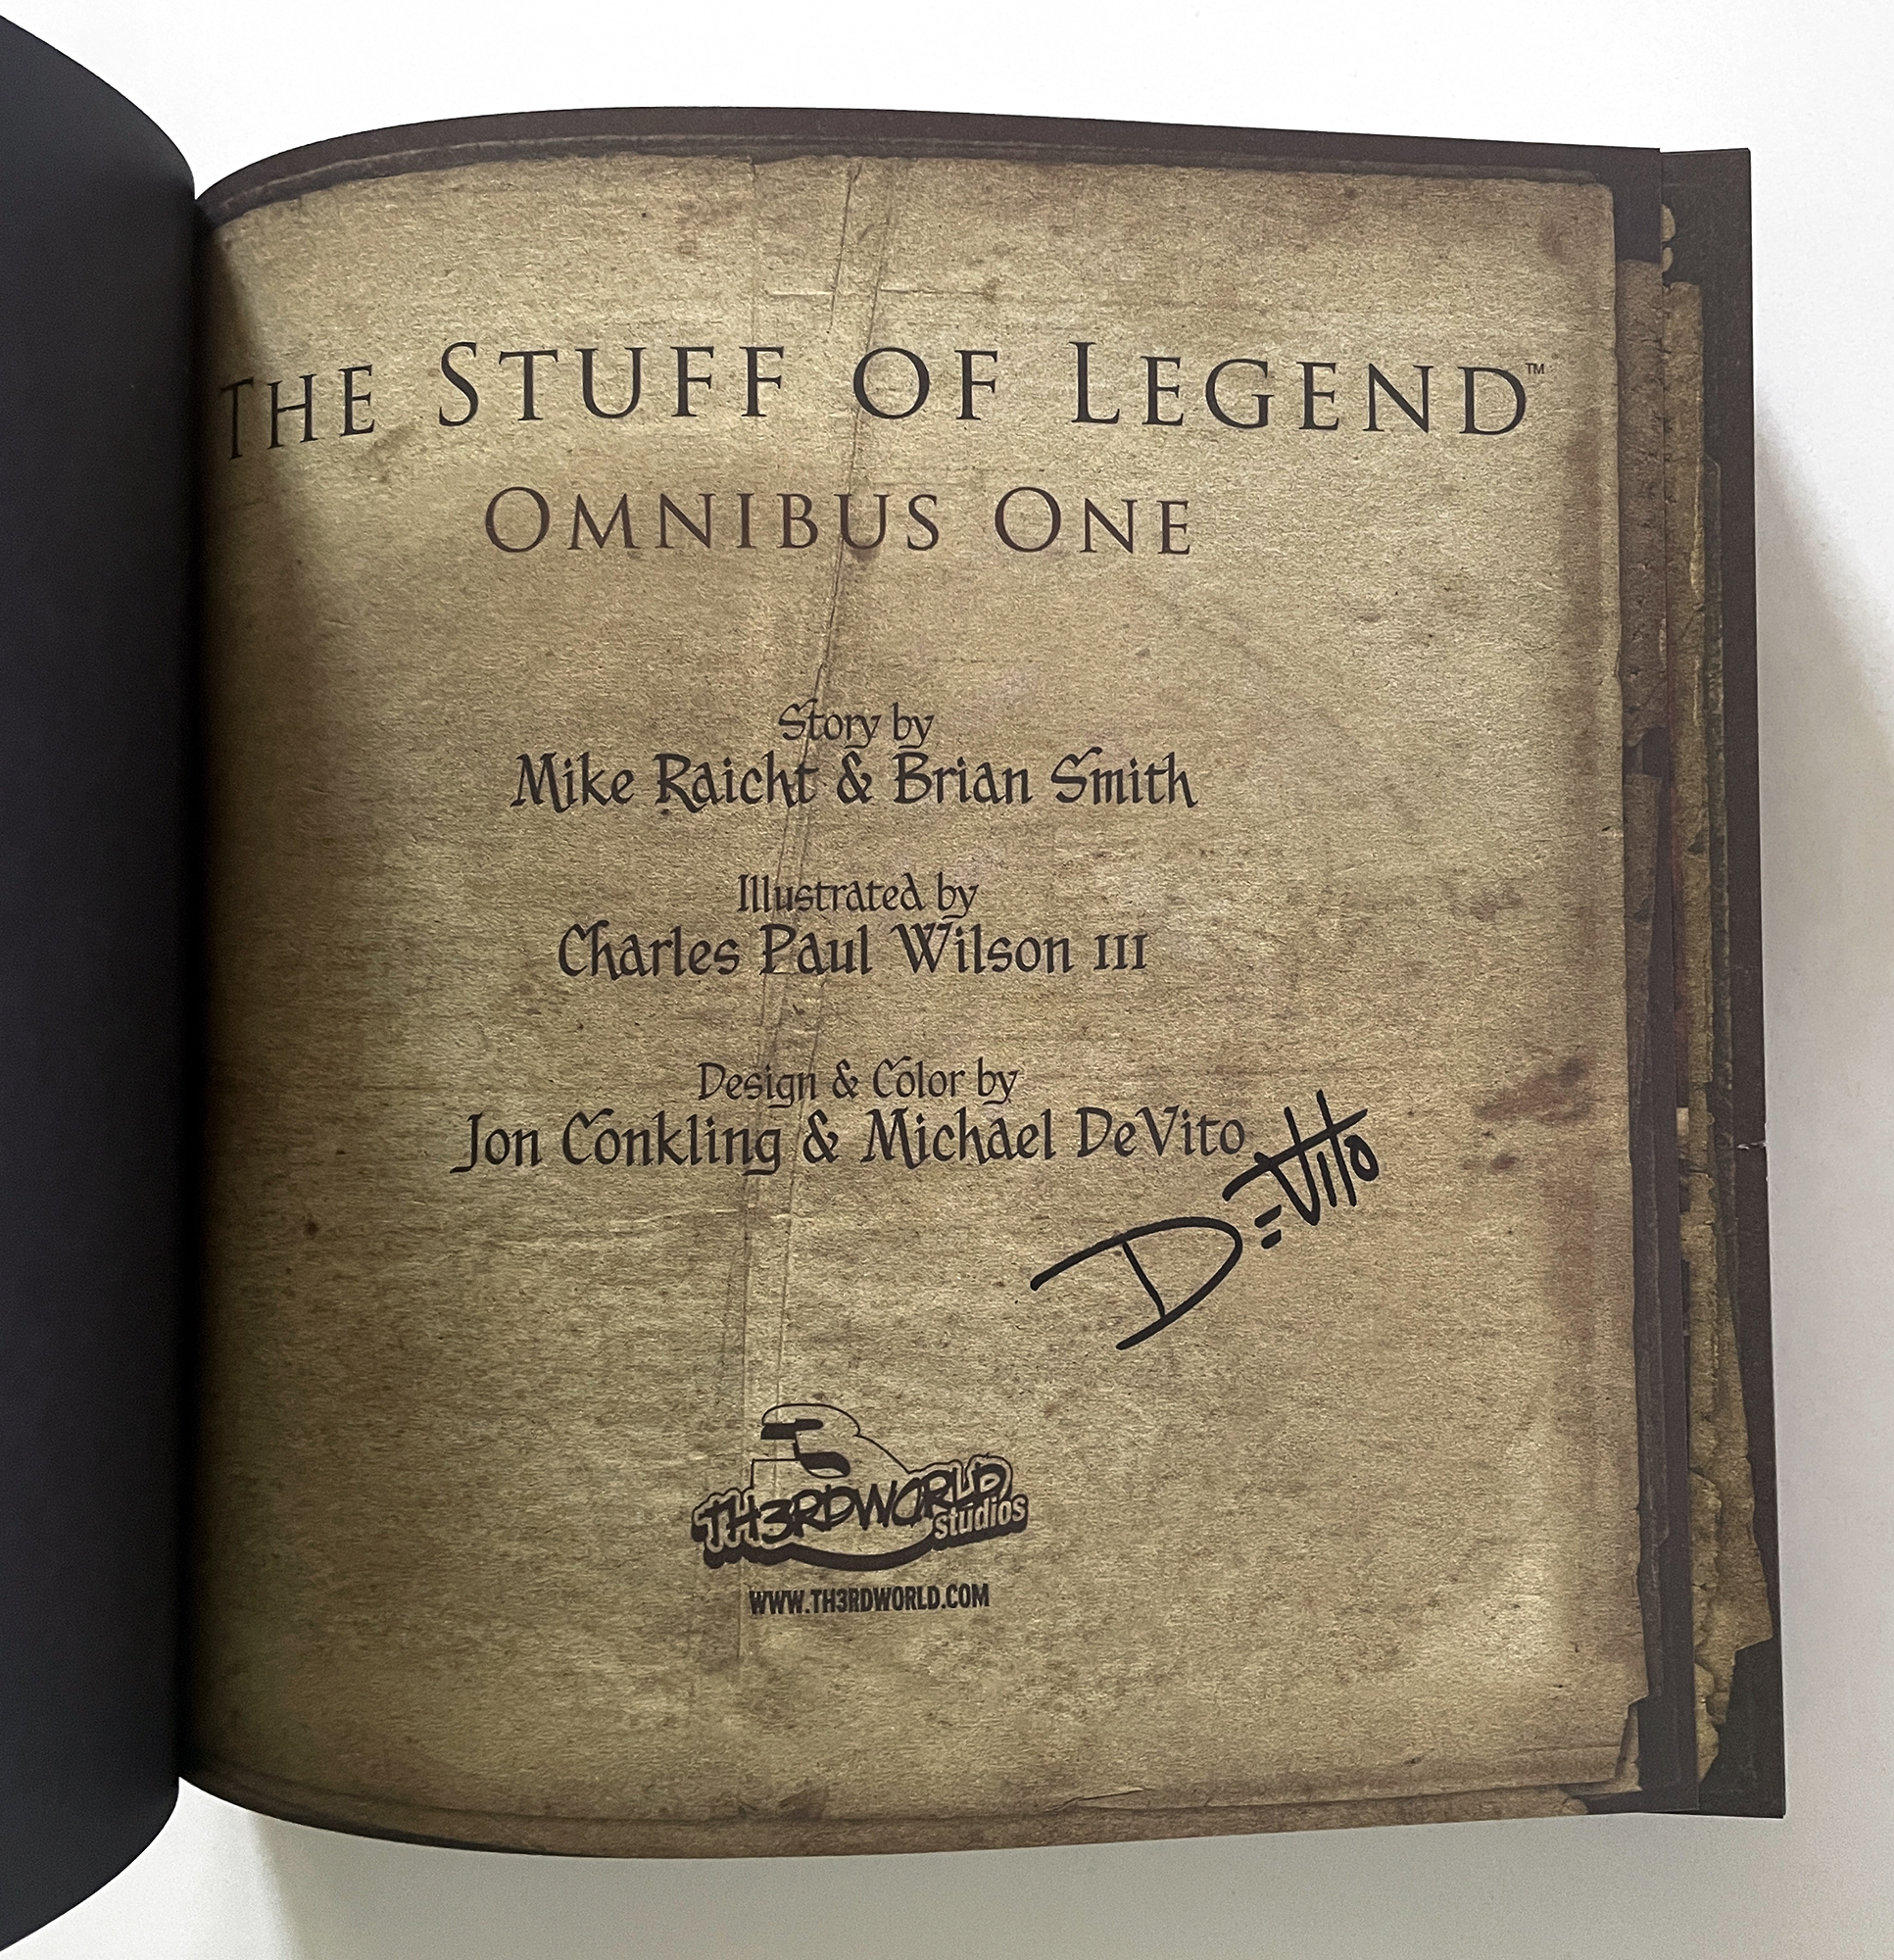 The Stuff of Legend™
Omnibus One
Story by
Mike Raicht & Brian Smith
Illustrated by
Charles Paul Wilson III
Design & Color by
Jon Conkling & Michael DeVito
DeVito
TH3RDWORLD
studios
WWW.TH3RDWORLD.COM